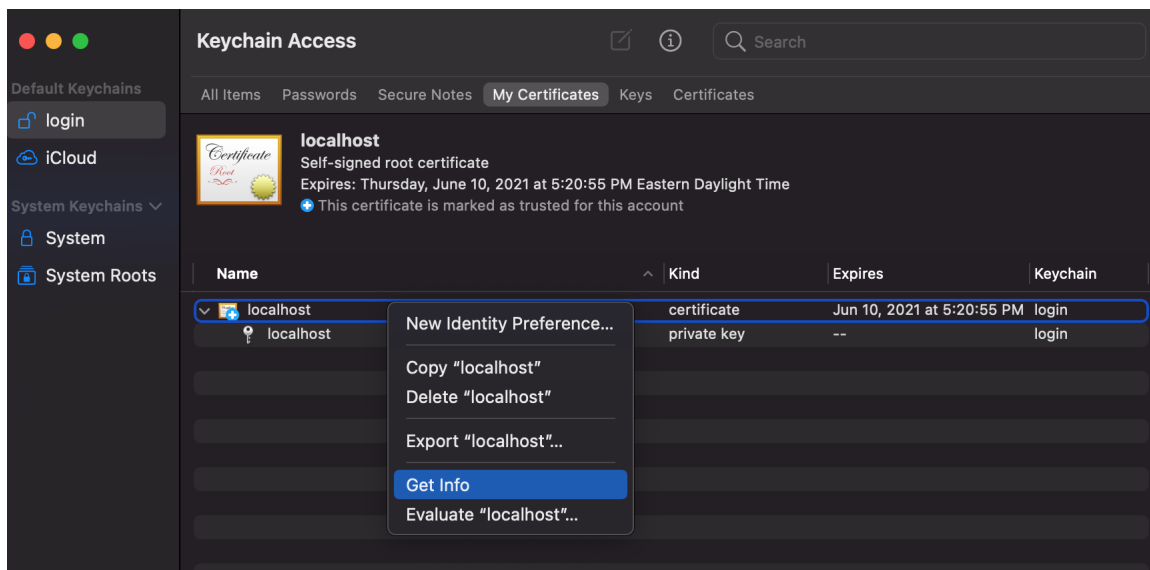 Keychain Access
Search
Default Keychains
login
iCloud
System Keychains
System
System Roots
All Items Passwords Secure Notes My Certificates Keys Certificates
Certificate
Root
localhost
Self-signed root certificate
Expires: Thursday, June 10, 2021 at 5:20:55 PM Eastern Daylight Time
This certificate is marked as trusted for this account
Name Kind Expires Keychain
localhost certificate Jun 10, 2021 at 5:20:55 PM login
localhost private key -- login
New Identity Preference...
Copy “localhost”
Delete “localhost”
Export “localhost”...
Get Info
Evaluate “localhost”...